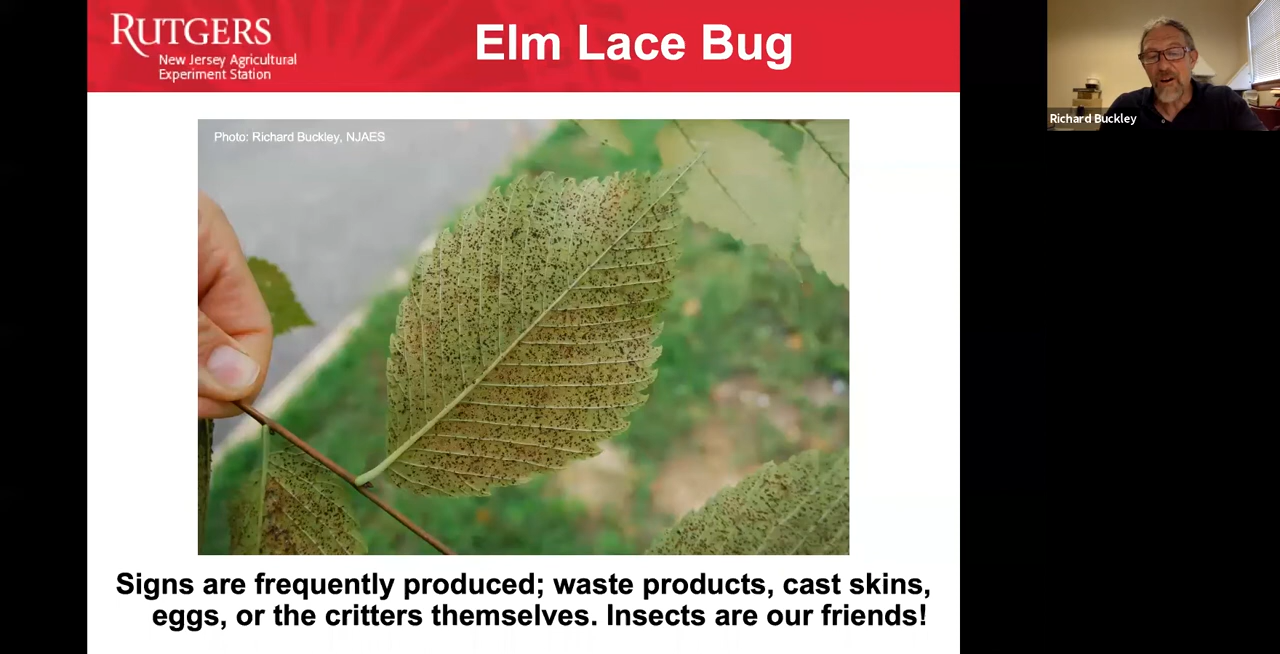 RUTGERS
New Jersey Agricultural
Experiment Station
Elm Lace Bug
Photo: Richard Buckley, NJAES
Signs are frequently produced; waste products, cast skins,
eggs, or the critters themselves. Insects are our friends!
Richard Buckley